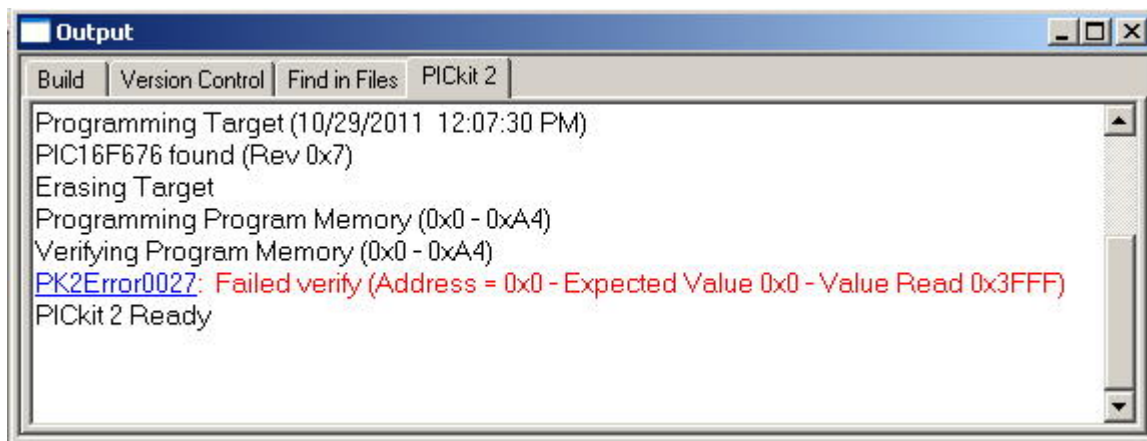 Output
Build Version Control Find in Files PICkit 2
Programming Target (10/29/2011  12:07:30 PM)
PIC16F676 found (Rev 0x7)
Erasing Target
Programming Program Memory (0x0 - 0xA4)
Verifying Program Memory (0x0 - 0xA4)
PK2Error0027:  Failed verify (Address = 0x0 - Expected Value 0x0 - Value Read 0x3FFF)
PICkit 2 Ready